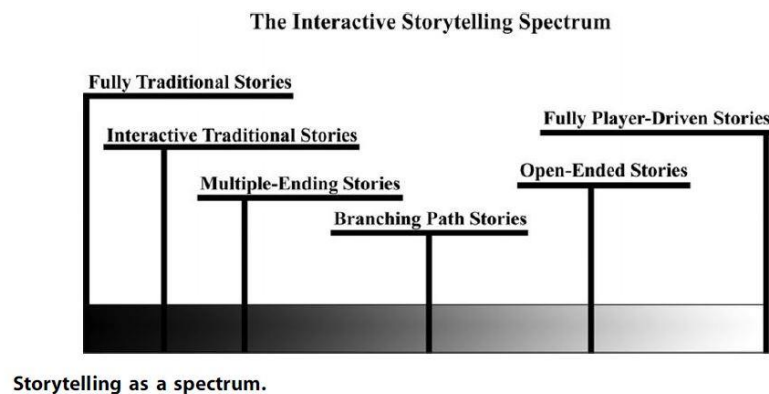 The Interactive Storytelling Spectrum
Fully Traditional Stories
Interactive Traditional Stories
Fully Player-Driven Stories
Multiple-Ending Stories
Open-Ended Stories
Branching Path Stories
Storytelling as a spectrum.